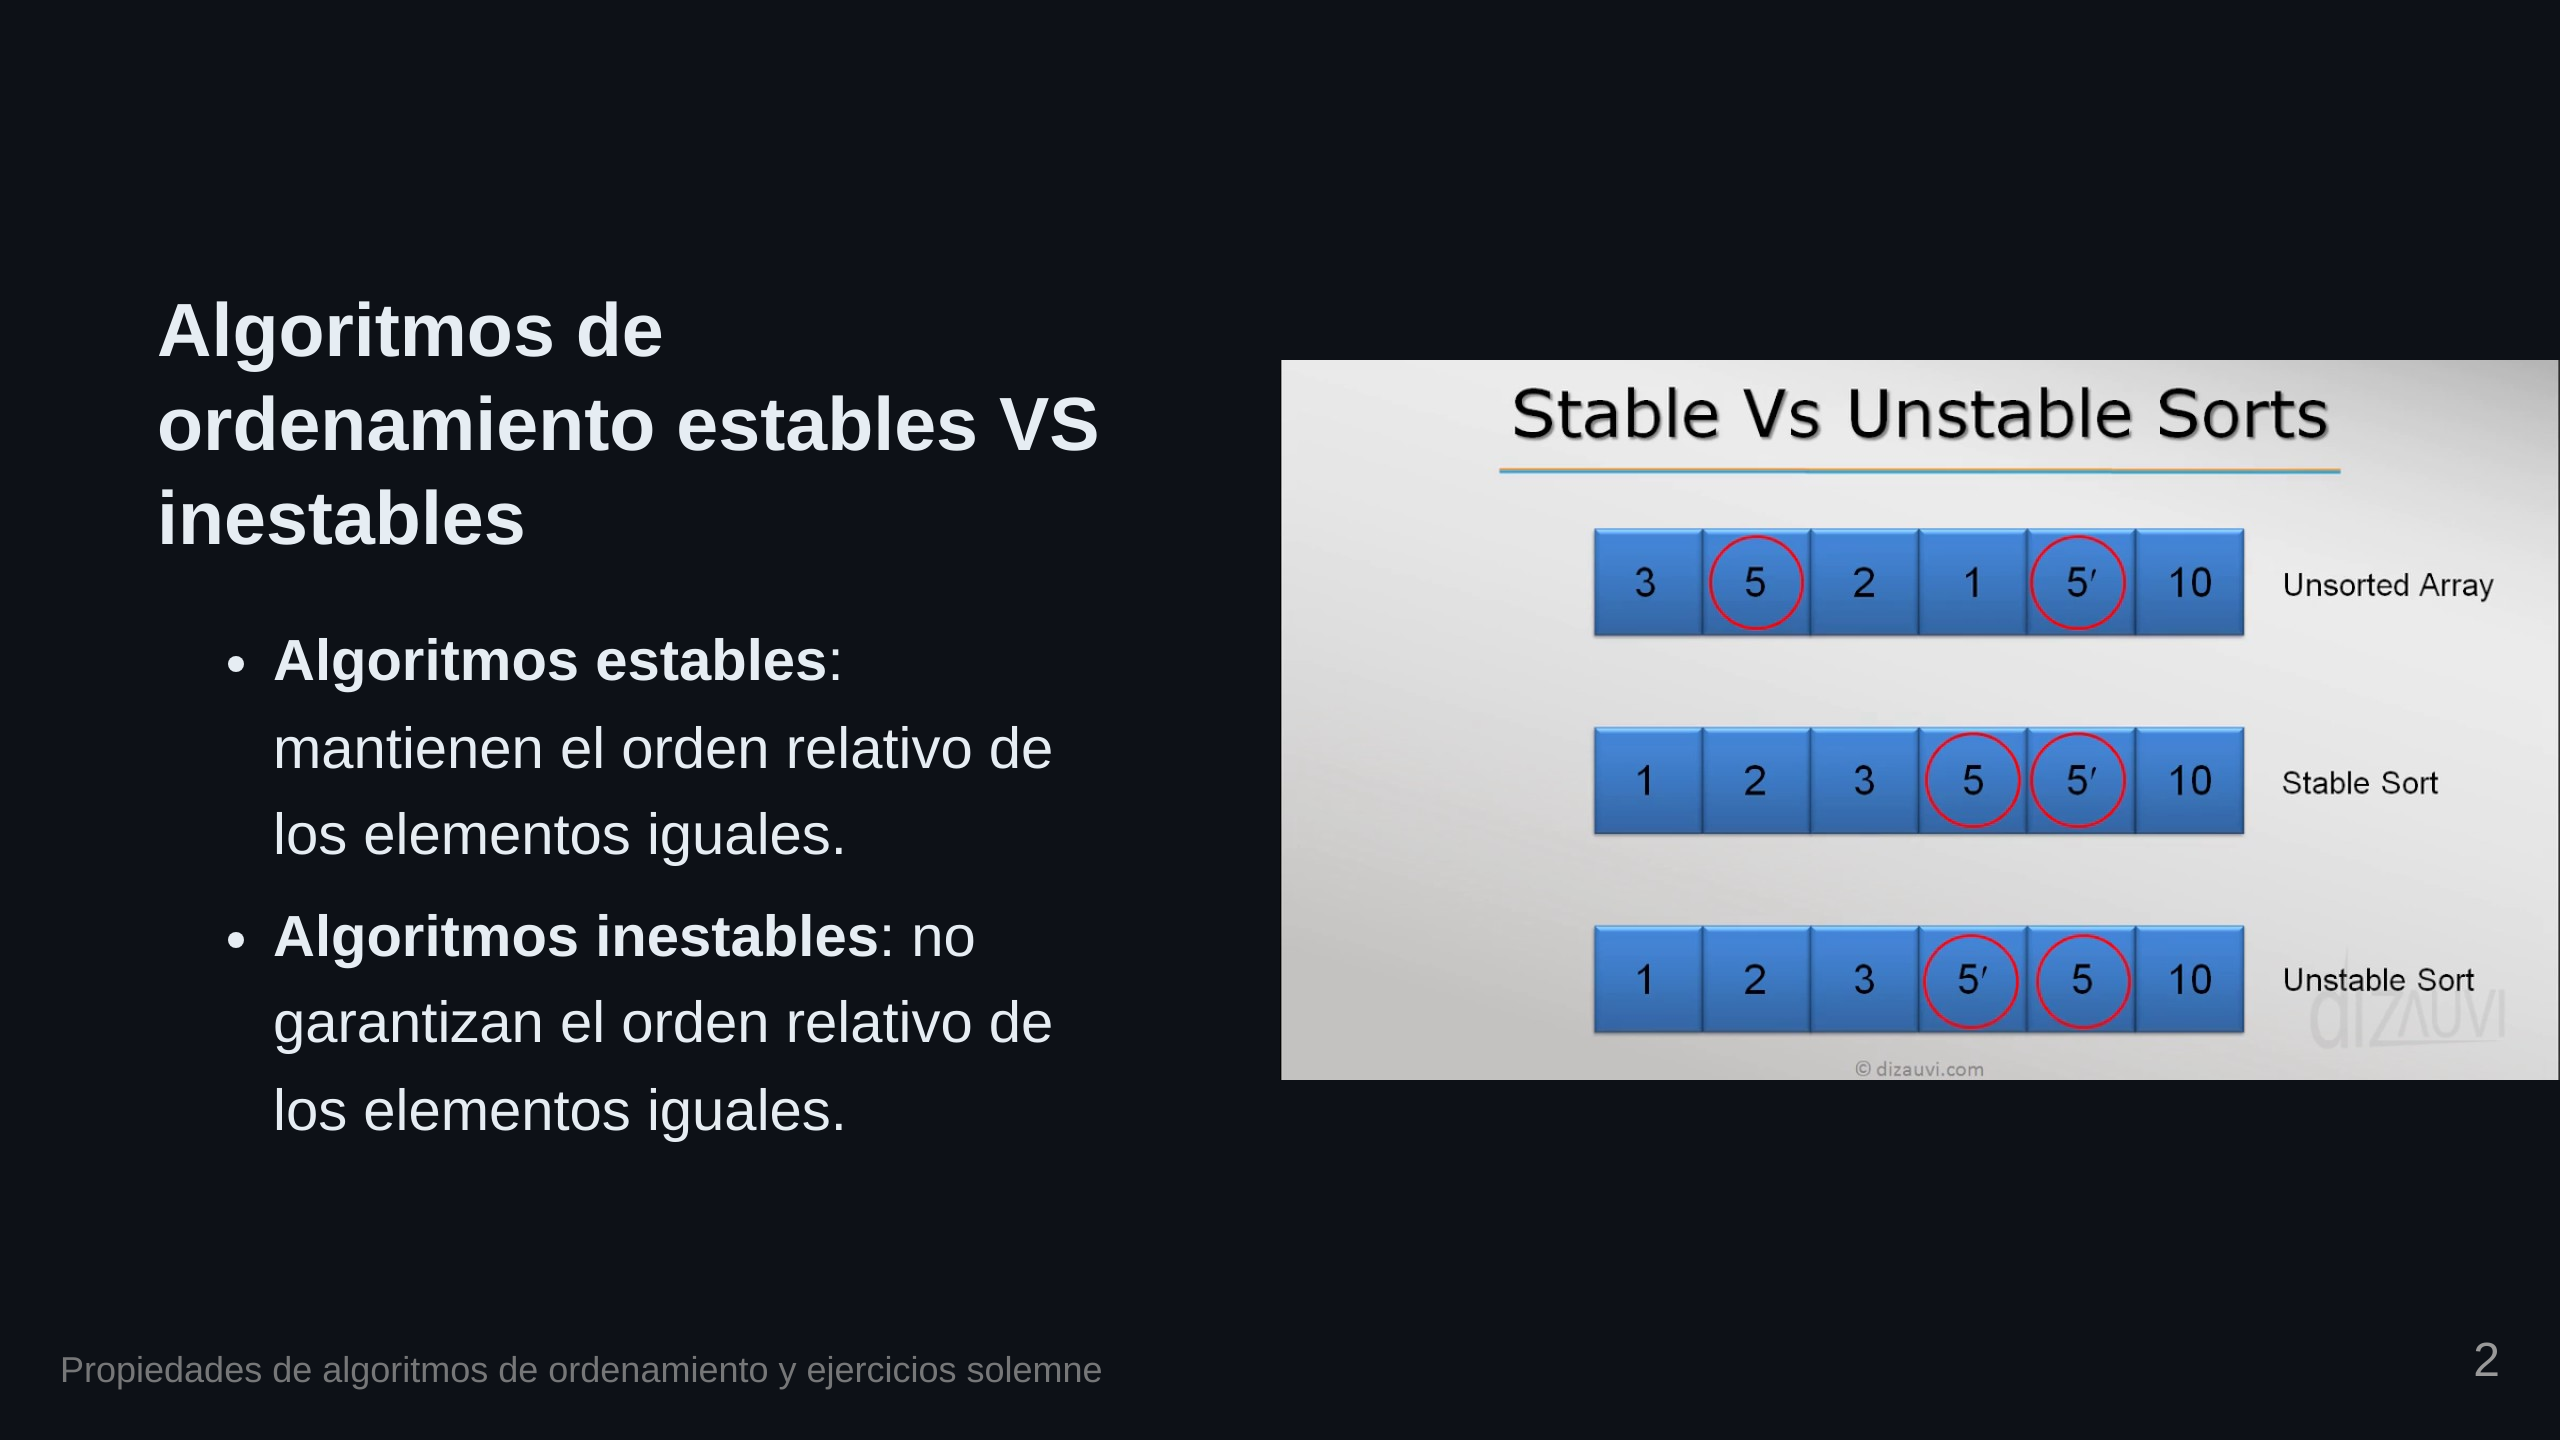 Algoritmos de
ordenamiento estables VS
inestables
• Algoritmos estables:
mantienen el orden relativo de
los elementos iguales.
• Algoritmos inestables: no
garantizan el orden relativo de
los elementos iguales.
Stable Vs Unstable Sorts
3 5 2 1 5′ 10 Unsorted Array
1 2 3 5 5′ 10 Stable Sort
1 2 3 5′ 5 10 Unstable Sort
dizauvi
© dizauvi.com
Propiedades de algoritmos de ordenamiento y ejercicios solemne
2